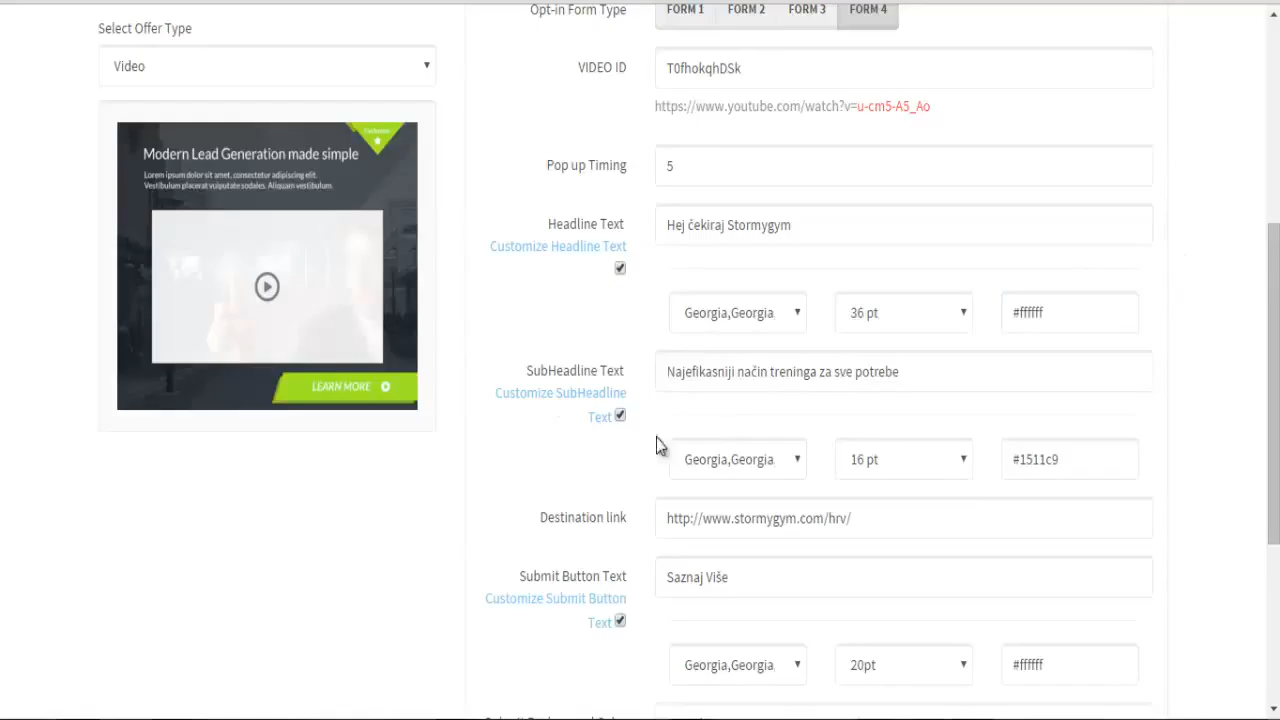 Opt-in Form Type
FORM 1 FORM 2 FORM 3 FORM 4
Select Offer Type
Video
VIDEO ID
T0fhokqhDSk
https://www.youtube.com/watch?v=u-cm5-A5_Ao
Modern Lead Generation made simple
Lorem ipsum dolor sit amet, consectetur adipiscing elit.
Vestibulum placerat vulputate sodales. Aliquam vestibulum.
LEARN MORE
Pop up Timing
5
Headline Text
Hej čekiraj Stormygym
Customize Headline Text
Georgia,Georgia 36 pt #ffffff
SubHeadline Text
Najefikasniji način treninga za sve potrebe
Customize SubHeadline
Text
Georgia,Georgia 16 pt #1511c9
Destination link
http://www.stormygym.com/hrv/
Submit Button Text
Saznaj Više
Customize Submit Button
Text
Georgia,Georgia 20pt #ffffff